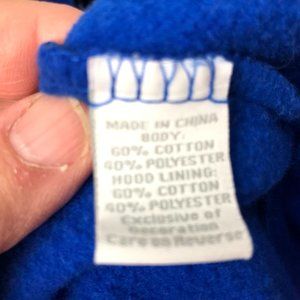 MADE IN CHINA
BODY:
60% COTTON
40% POLYESTER
HOOD LINING:
60% COTTON
40% POLYESTER
Exclusive of
Decoration
Care on Reverse